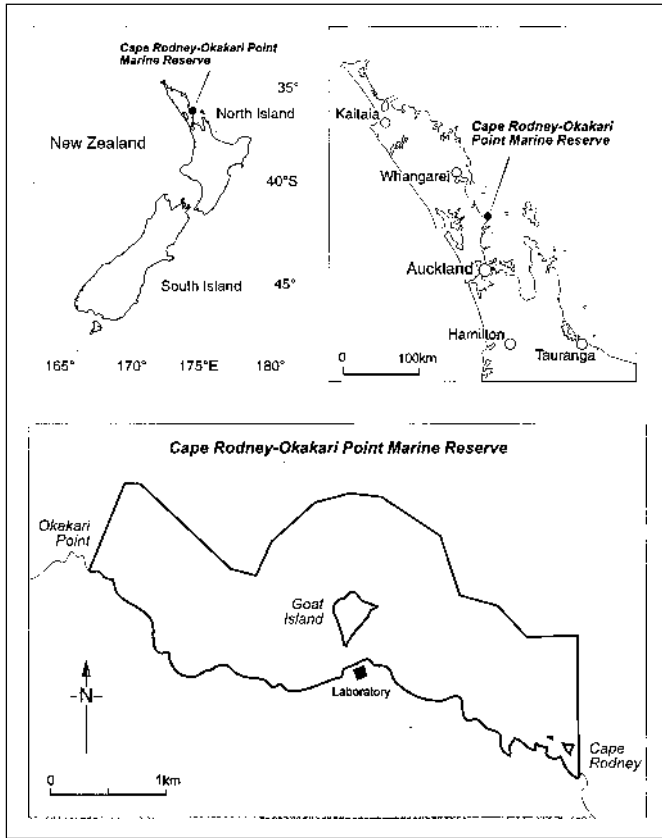 Cape Rodney-Okakari Point
Marine Reserve
35°
North Island
New Zealand
40°S
South Island
45°
165°
170°
175°E
180°
Kaitaia
Cape Rodney-Okakari
Point Marine Reserve
Whangarei
Auckland
Hamilton
Tauranga
0
100km
Cape Rodney-Okakari Point Marine Reserve
Okakari
Point
Goat
Island
Laboratory
N
Cape
Rodney
0
1km